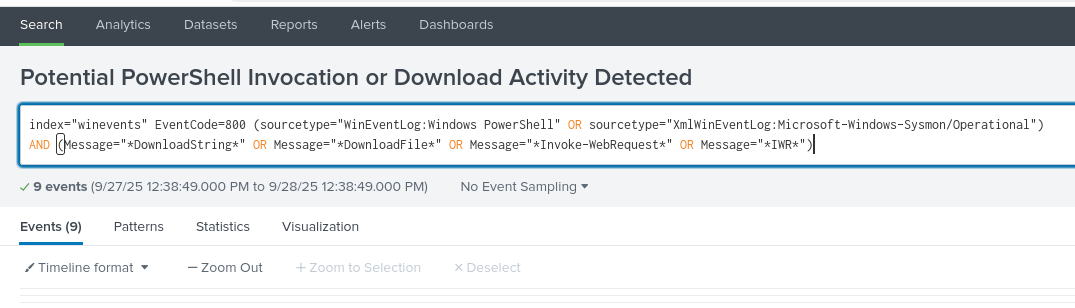 Search Analytics Datasets Reports Alerts Dashboards
Potential PowerShell Invocation or Download Activity Detected
index="winevents" EventCode=800 (sourcetype="WinEventLog:Windows PowerShell" OR sourcetype="XmlWinEventLog:Microsoft-Windows-Sysmon/Operational")
AND (Message="*DownloadString*" OR Message="*DownloadFile*" OR Message="*Invoke-WebRequest*" OR Message="*IWR*")
9 events (9/27/25 12:38:49.000 PM to 9/28/25 12:38:49.000 PM) No Event Sampling
Events (9) Patterns Statistics Visualization
Timeline format — Zoom Out + Zoom to Selection × Deselect